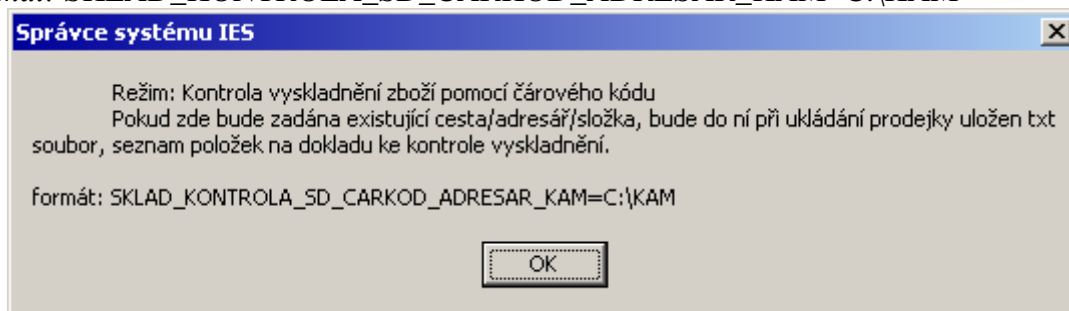 SKLAD_KONTROLA_SD_CARKOD_ADRESAR_KAM=C:\KAM
Správce systému IES
Režim: Kontrola vyskladnění zboží pomocí čárového kódu
Pokud zde bude zadána existující cesta/adresář/složka, bude do ní při ukládání prodejky uložen txt
soubor, seznam položek na dokladu ke kontrole vyskladnění.
formát: SKLAD_KONTROLA_SD_CARKOD_ADRESAR_KAM=C:\KAM
OK